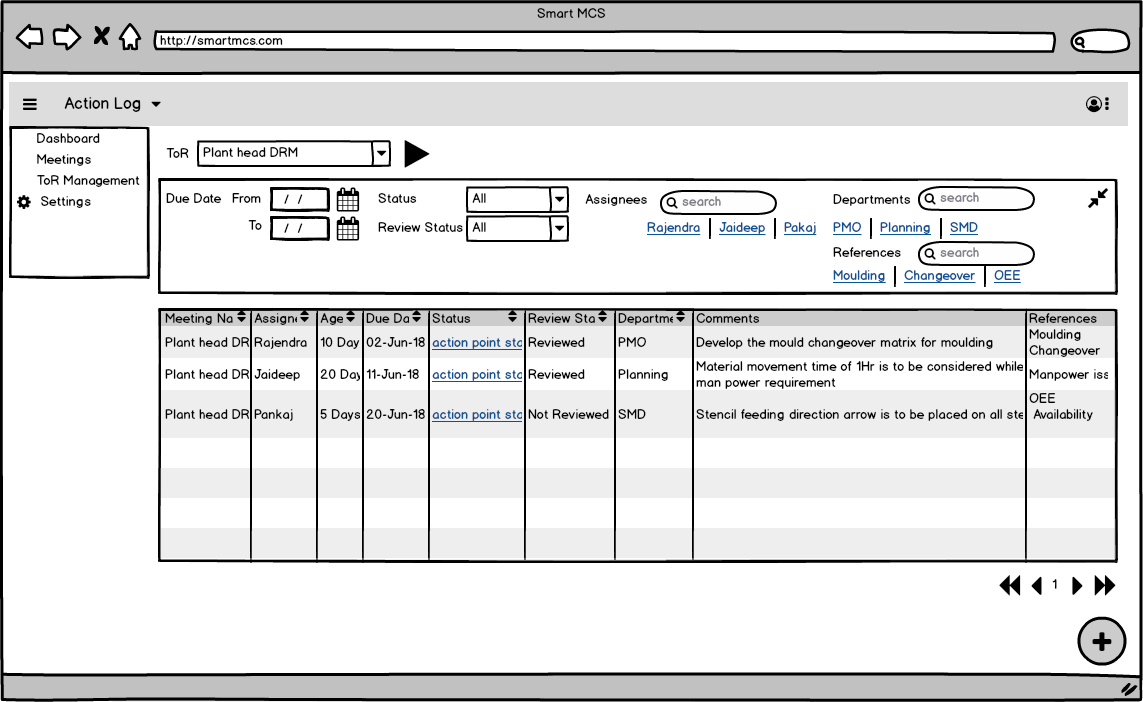 Smart MCS
http://smartmcs.com
Action Log
Dashboard
Meetings
ToR Management
Settings
ToR Plant head DRM
Due Date From / / Status All Assignees search Departments search
To / / Review Status All Rajendra Jaideep Pakaj PMO Planning SMD
References search
Moulding Changeover OEE
Meeting Na Assigne Age Due Da Status Review Sta Departme Comments References
Plant head DR Rajendra 10 Day 02-Jun-18 action point sta Reviewed PMO Develop the mould changeover matrix for moulding Moulding
Changeover
Plant head DR Jaideep 20 Day 11-Jun-18 action point sta Reviewed Planning Material movement time of 1Hr is to be considered while Manpower iss
man power requirement
Plant head DR Pankaj 5 Days 20-Jun-18 action point sta Not Reviewed SMD Stencil feeding direction arrow is to be placed on all ste OEE
Availability
1